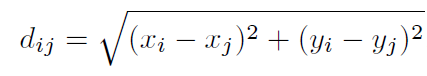 d_{ij} = \sqrt{(x_i - x_j)^2 + (y_i - y_j)^2}